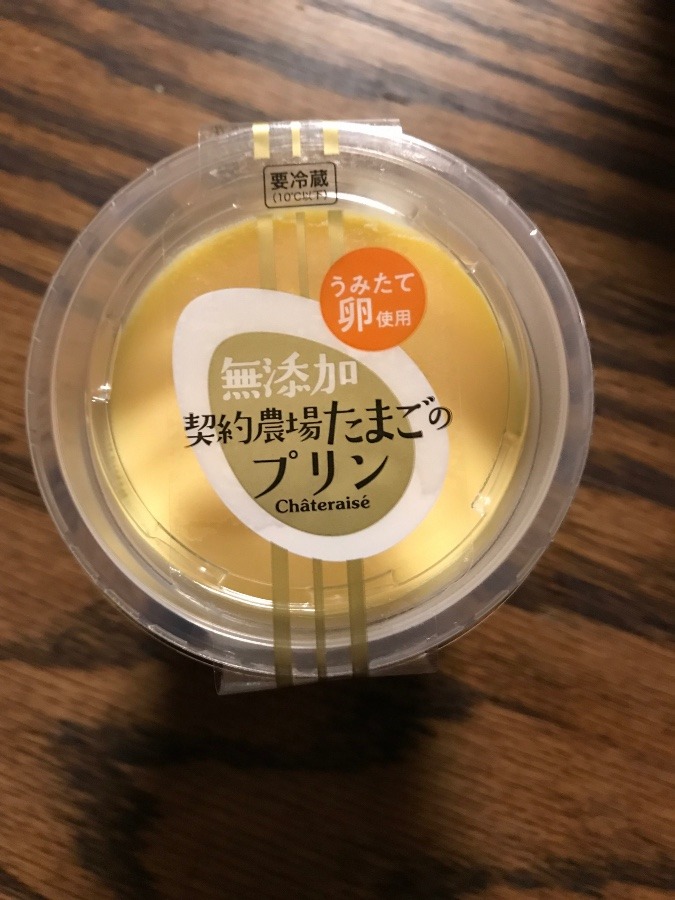 要冷蔵
(10℃以下)
うみたて
卵使用
無添加
契約農場たまごの
プリン
Châteraisé